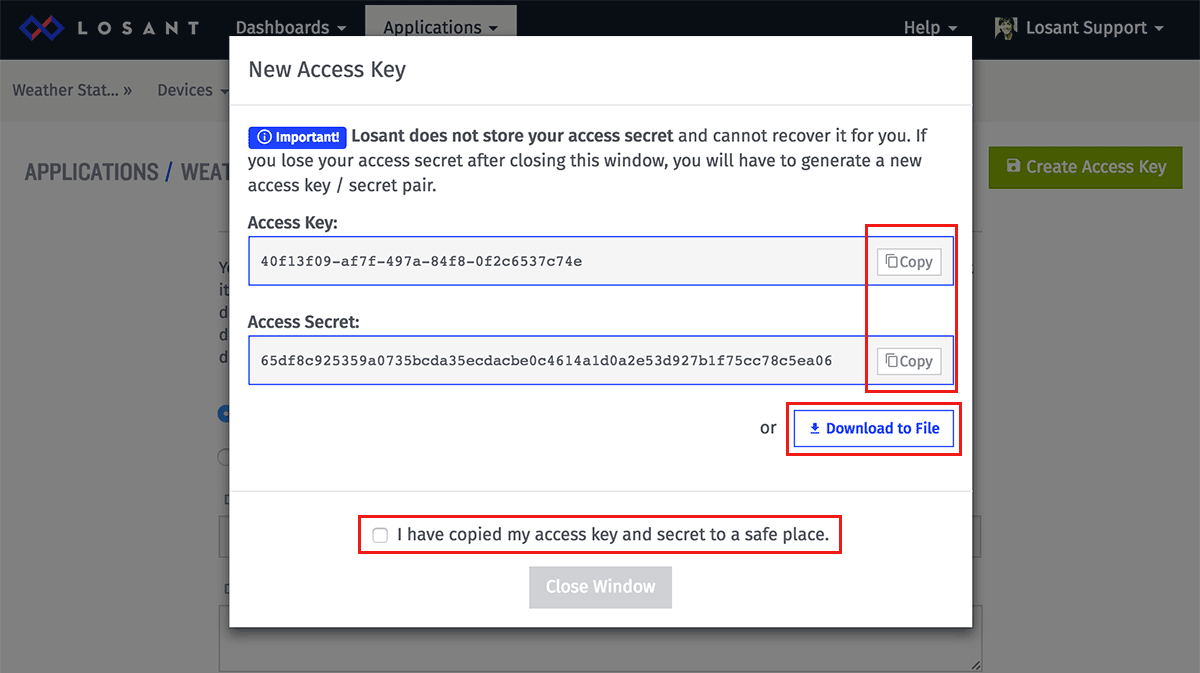 LOSANT
Dashboards
Applications
Help
Losant Support
New Access Key
Weather Stat... »
Devices
Important! Losant does not store your access secret and cannot recover it for you. If
you lose your access secret after closing this window, you will have to generate a new
access key / secret pair.
APPLICATIONS /
Create Access Key
Access Key:
40f13f09-af7f-497a-84f8-0f2c6537c74e
Copy
Access Secret:
65df8c925359a0735bcda35ecdacbe0c4614a1d0a2e53d927b1f75cc78c5ea06
Copy
or
Download to File
I have copied my access key and secret to a safe place.
Close Window